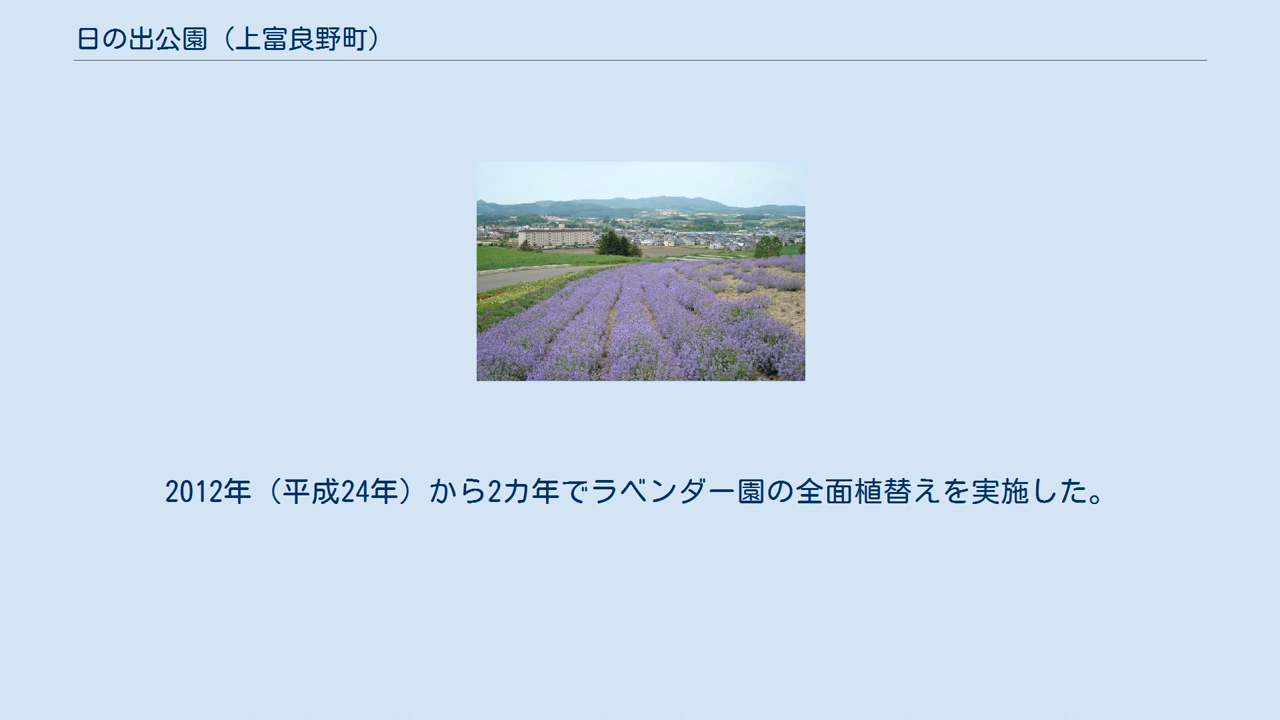 日の出公園（上富良野町）
2012年（平成24年）から2カ年でラベンダー園の全面植替えを実施した。